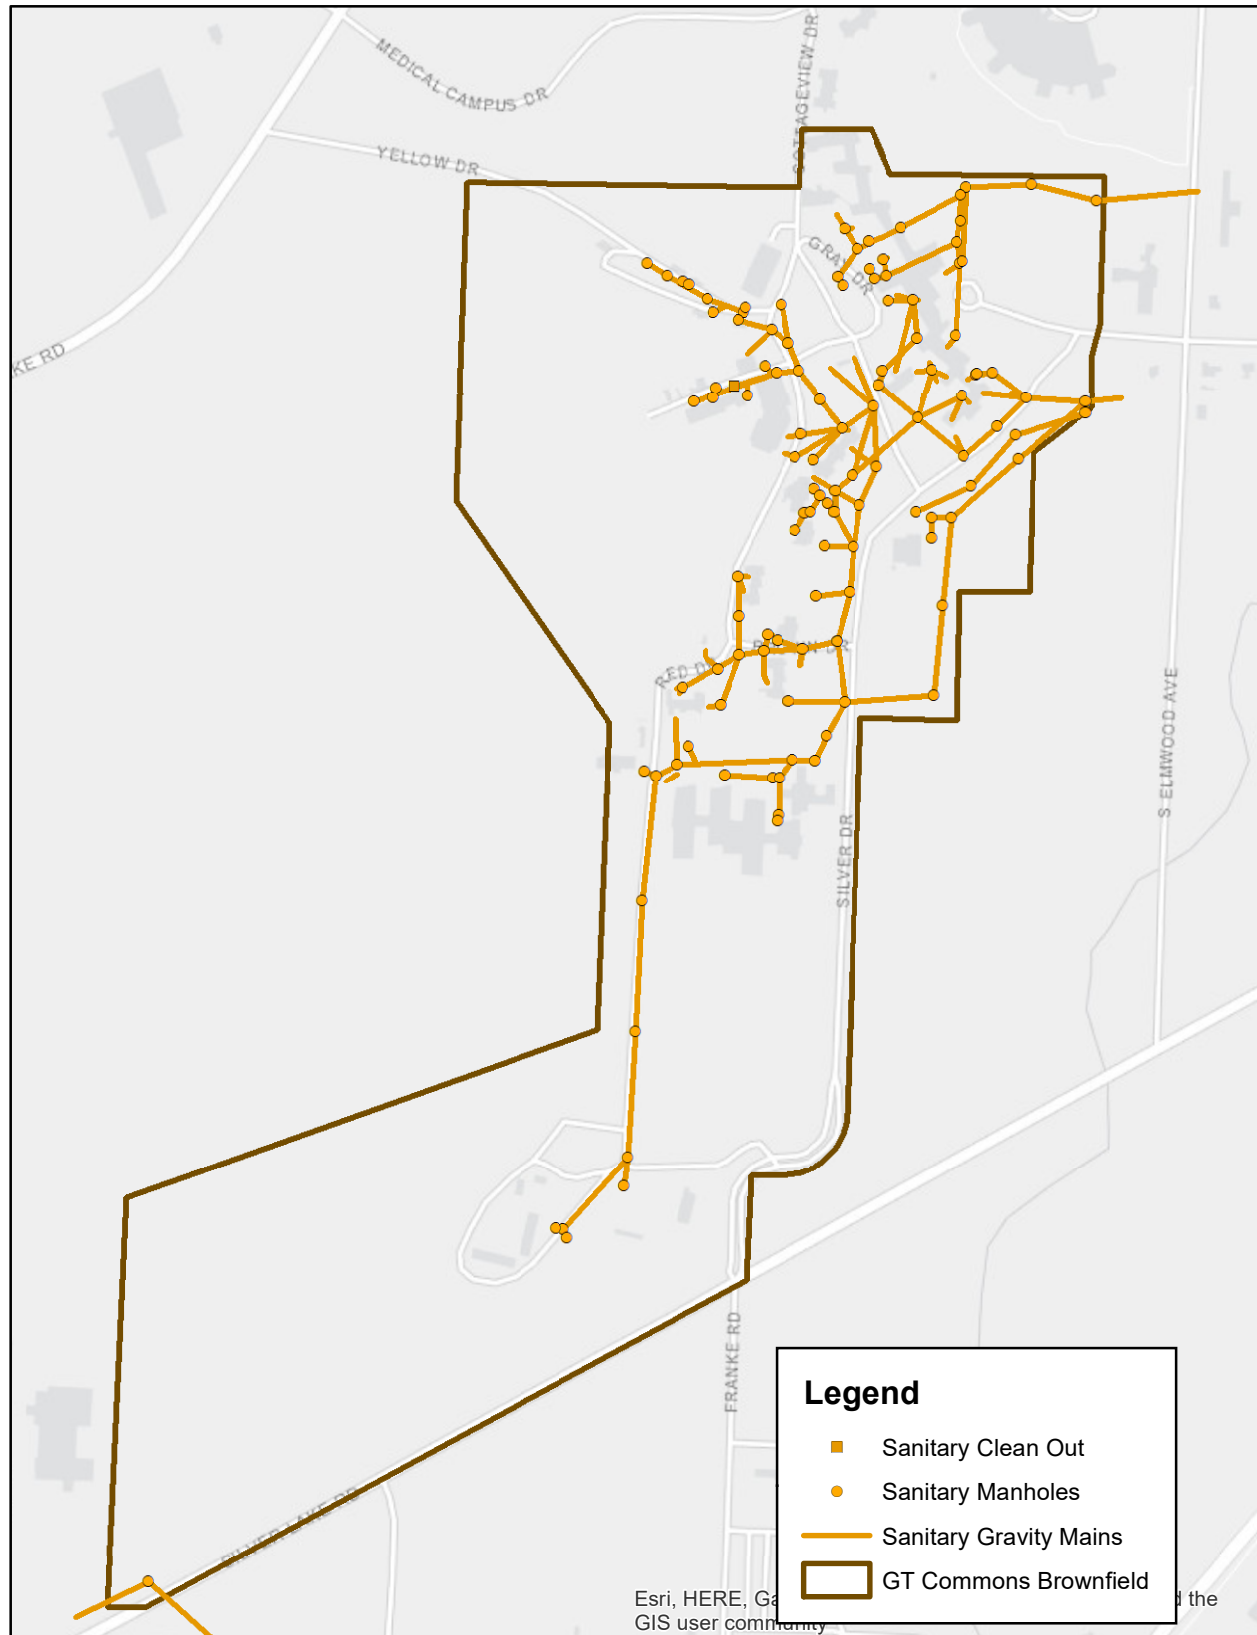 MEDICAL CAMPUS DR
COTTAGEVIEW DR
YELLOW DR
GRAY DR
KE RD
RED DR
DR
S ELMWOOD AVE
SILVER DR
FRANKE RD
SILVER LAKE RD
Legend
Sanitary Clean Out
Sanitary Manholes
Sanitary Gravity Mains
GT Commons Brownfield
Esri, HERE, Ga
d the
GIS user community